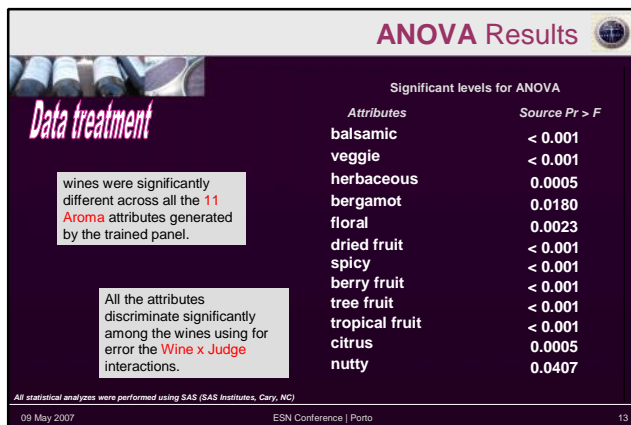 ANOVA Results
Data treatment
Significant levels for ANOVA
Attributes Source Pr > F
balsamic < 0.001
veggie < 0.001
herbaceous 0.0005
bergamot 0.0180
floral 0.0023
dried fruit < 0.001
spicy < 0.001
berry fruit < 0.001
tree fruit < 0.001
tropical fruit < 0.001
citrus 0.0005
nutty 0.0407
wines were significantly
different across all the 11
Aroma attributes generated
by the trained panel.
All the attributes
discriminate significantly
among the wines using for
error the Wine x Judge
interactions.
All statistical analyzes were performed using SAS (SAS Institutes, Cary, NC)
09 May 2007 ESN Conference | Porto 13